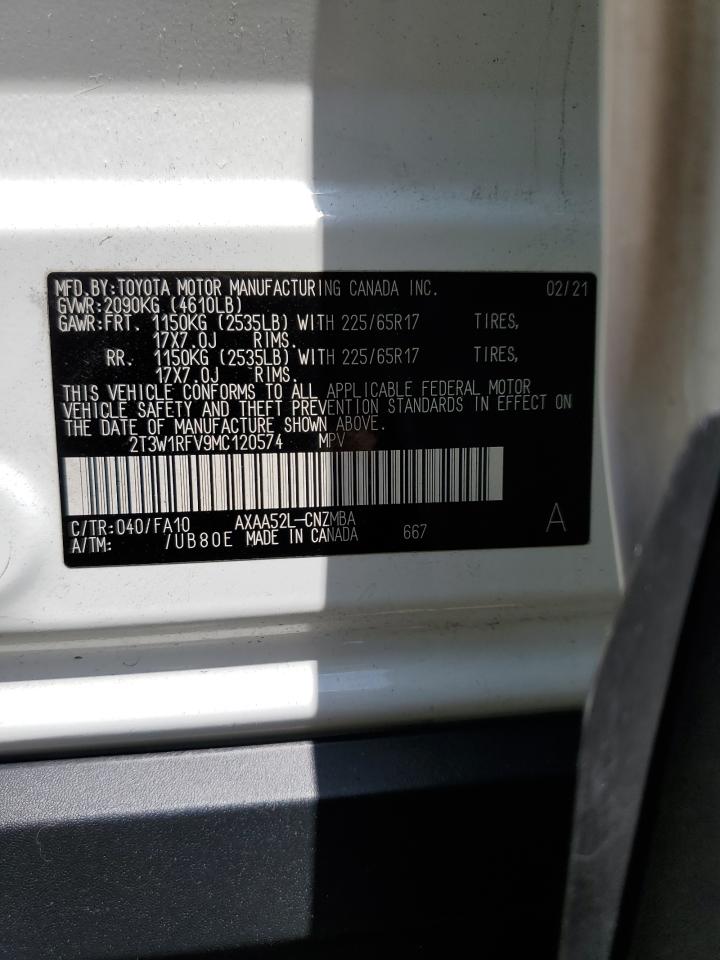 MFD.BY:TOYOTA MOTOR MANUFACTURING CANADA INC. 02/21
GVWR:2090KG (4610LB)
GAWR:FRT. 1150KG (2535LB) WITH 225/65R17 TIRES,
17X7.0J RIMS.
RR. 1150KG (2535LB) WITH 225/65R17 TIRES,
17X7.0J RIMS.
THIS VEHICLE CONFORMS TO ALL APPLICABLE FEDERAL MOTOR
VEHICLE SAFETY AND THEFT PREVENTION STANDARDS IN EFFECT ON
THE DATE OF MANUFACTURE SHOWN ABOVE.
2T3W1RFV9MC120574 MPV
C/TR:040/FA10 AXAA52L-CNZMBA
A/TM: /UB80E MADE IN CANADA 667 A